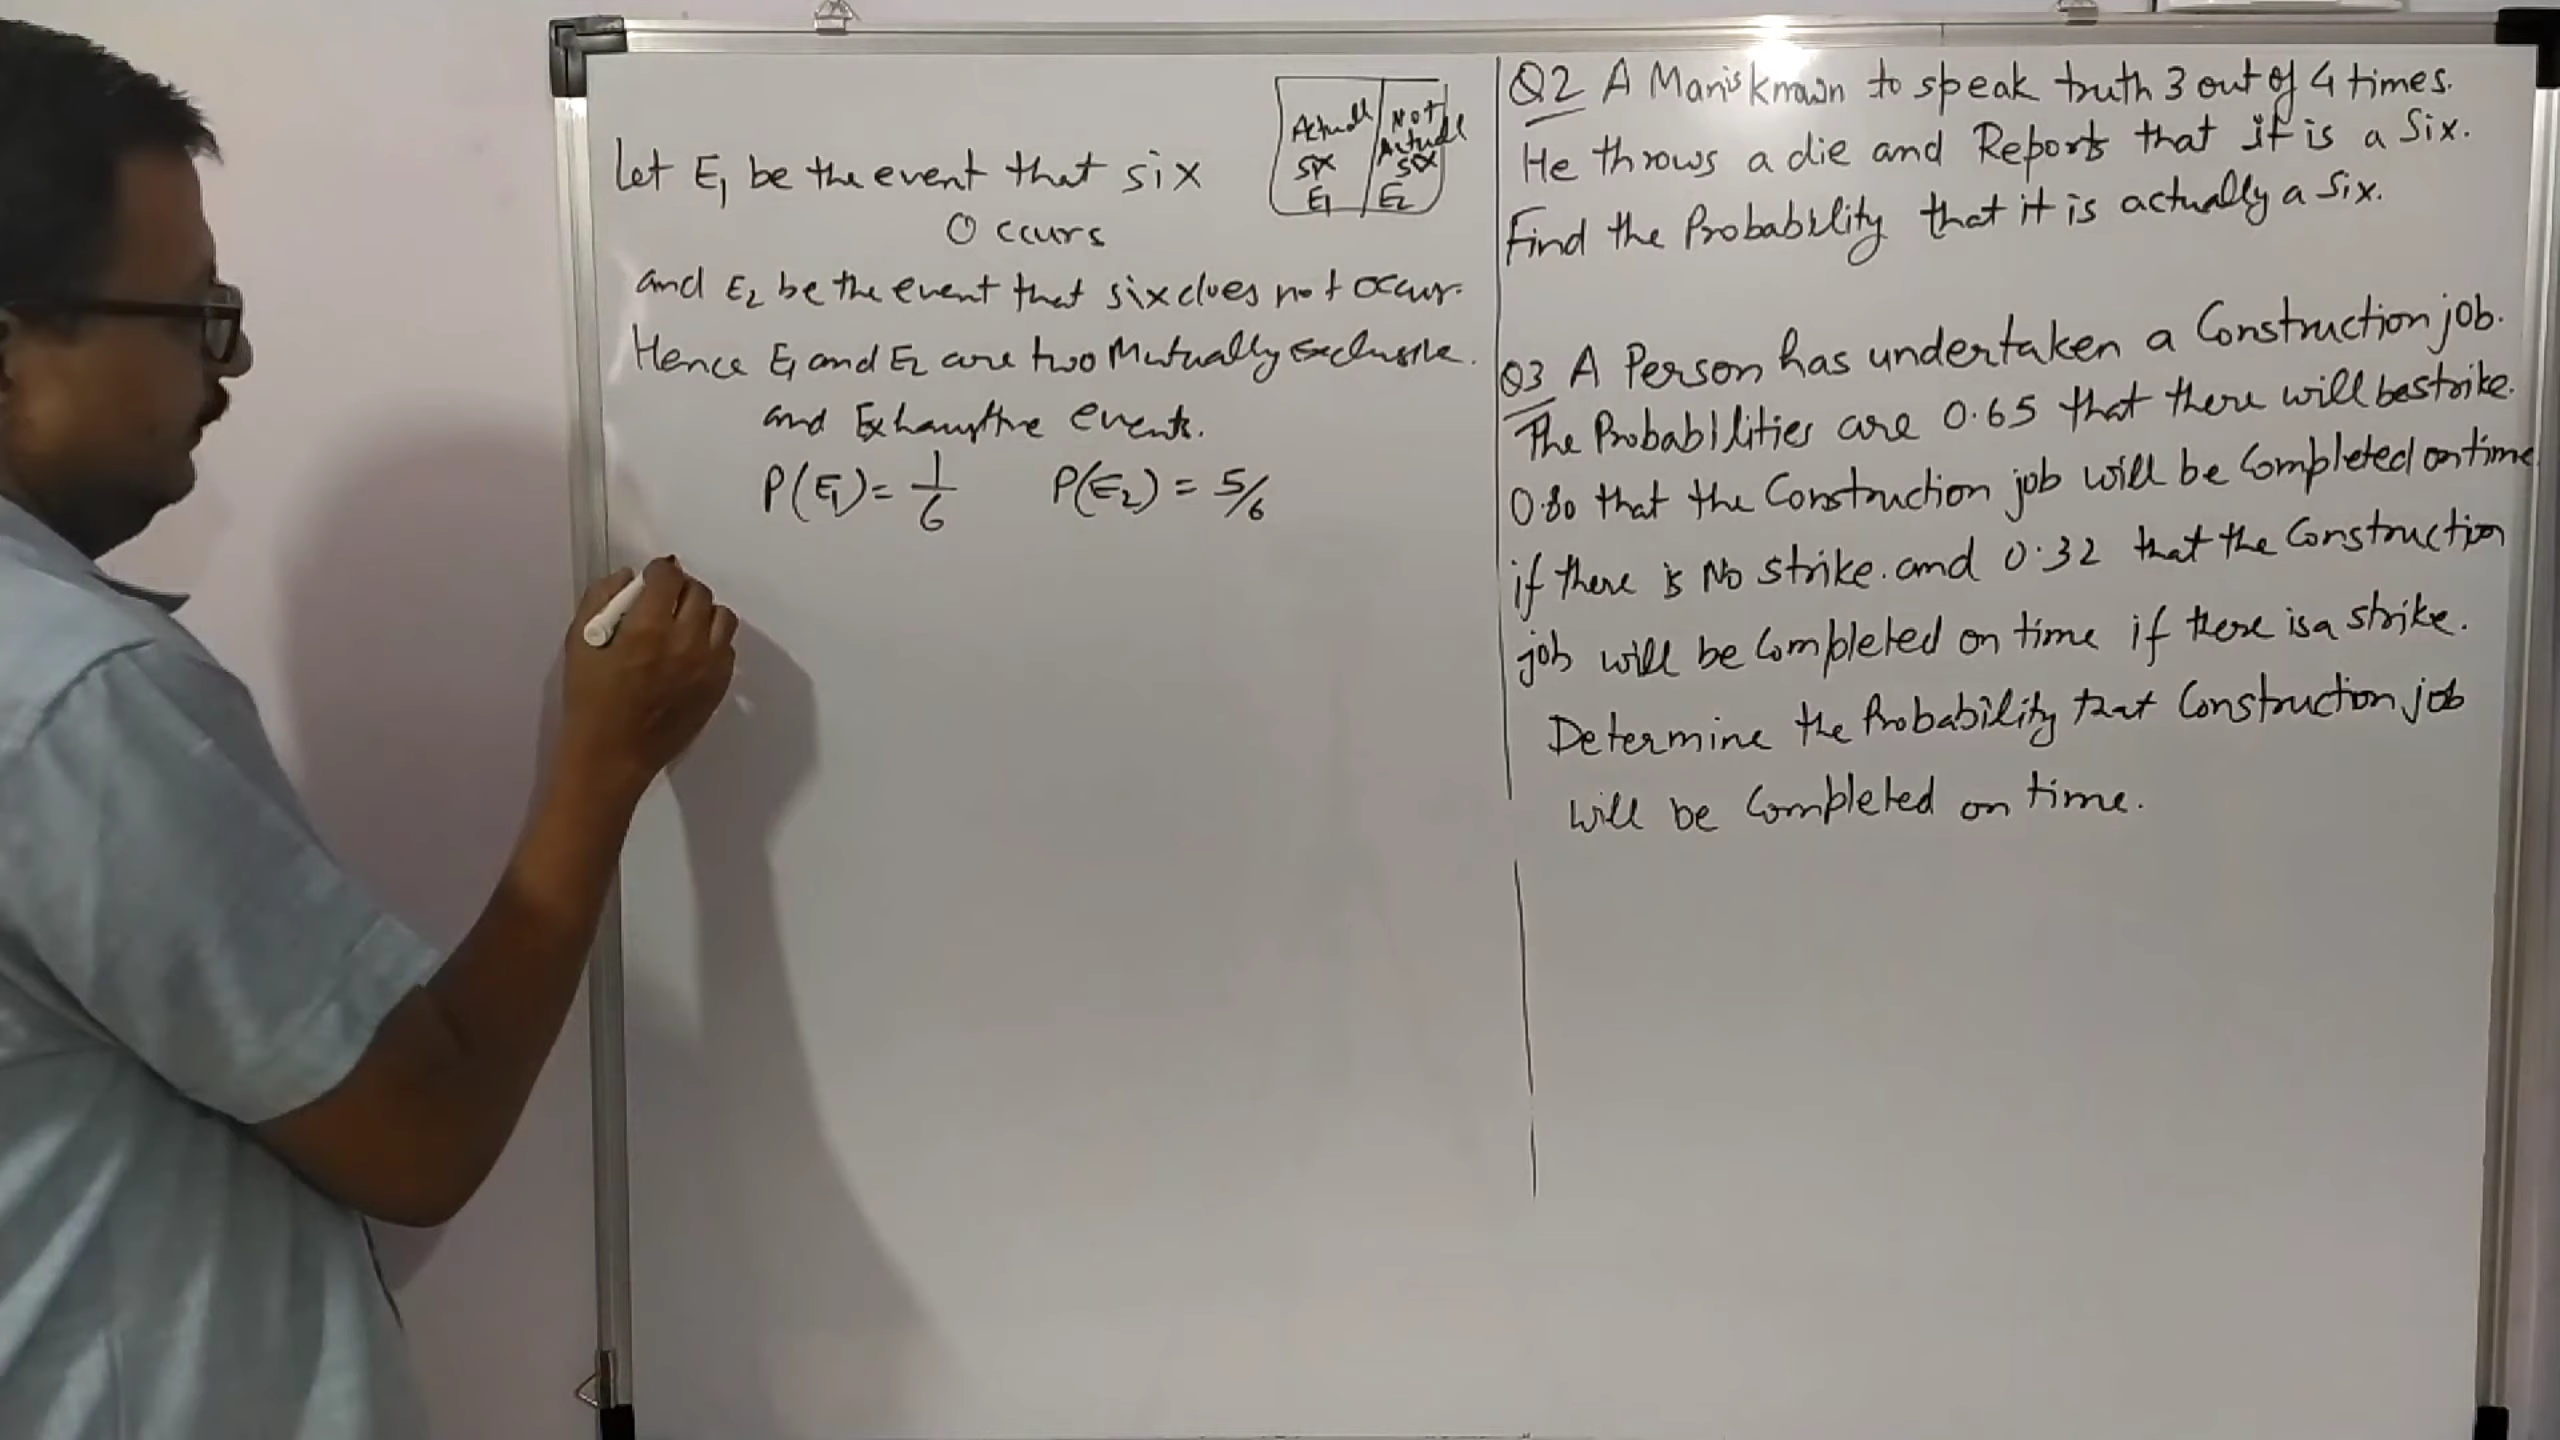 Let E1 be the event that six
Occurs
and E2 be the event that six does not occur.
Hence E1 and E2 are two Mutually Exclusive.
and Exhaustive events.
P(E1) = 1/6    P(E2) = 5/6
Actuall
six
E1
Not
Actuall
six
E2
Q2 A Man is known to speak truth 3 out of 4 times.
He throws a die and Reports that it is a Six.
Find the Probability that it is actually a Six.
Q3 A Person has undertaken a Construction job.
The Probabilities are 0.65 that there will be strike.
0.80 that the Construction job will be Completed on time
if there is No strike. and 0.32 that the Construction
job will be Completed on time if there is a strike.
Determine the Probability that Construction job
will be Completed on time.